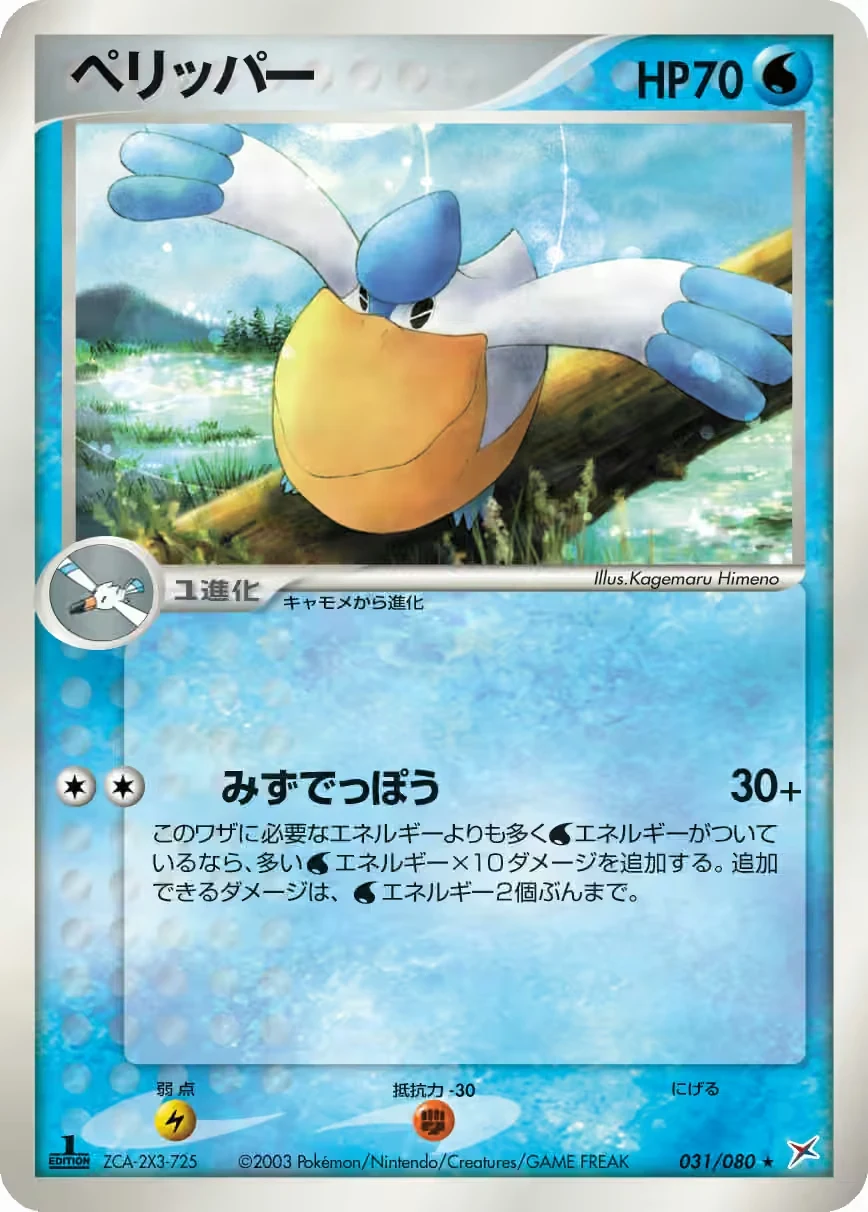 ペリッパー
HP70
Illus.Kagemaru Himeno
1進化
キャモメから進化
みずでっぽう 30+
このワザに必要なエネルギーよりも多くエネルギーがついて
いるなら、多いエネルギー×10ダメージを追加する。追加
できるダメージは、エネルギー2個ぶんまで。
弱点 抵抗力 -30 にげる
1 EDITION ZCA-2X3-725 ©2003 Pokémon/Nintendo/Creatures/GAME FREAK 031/080 ★